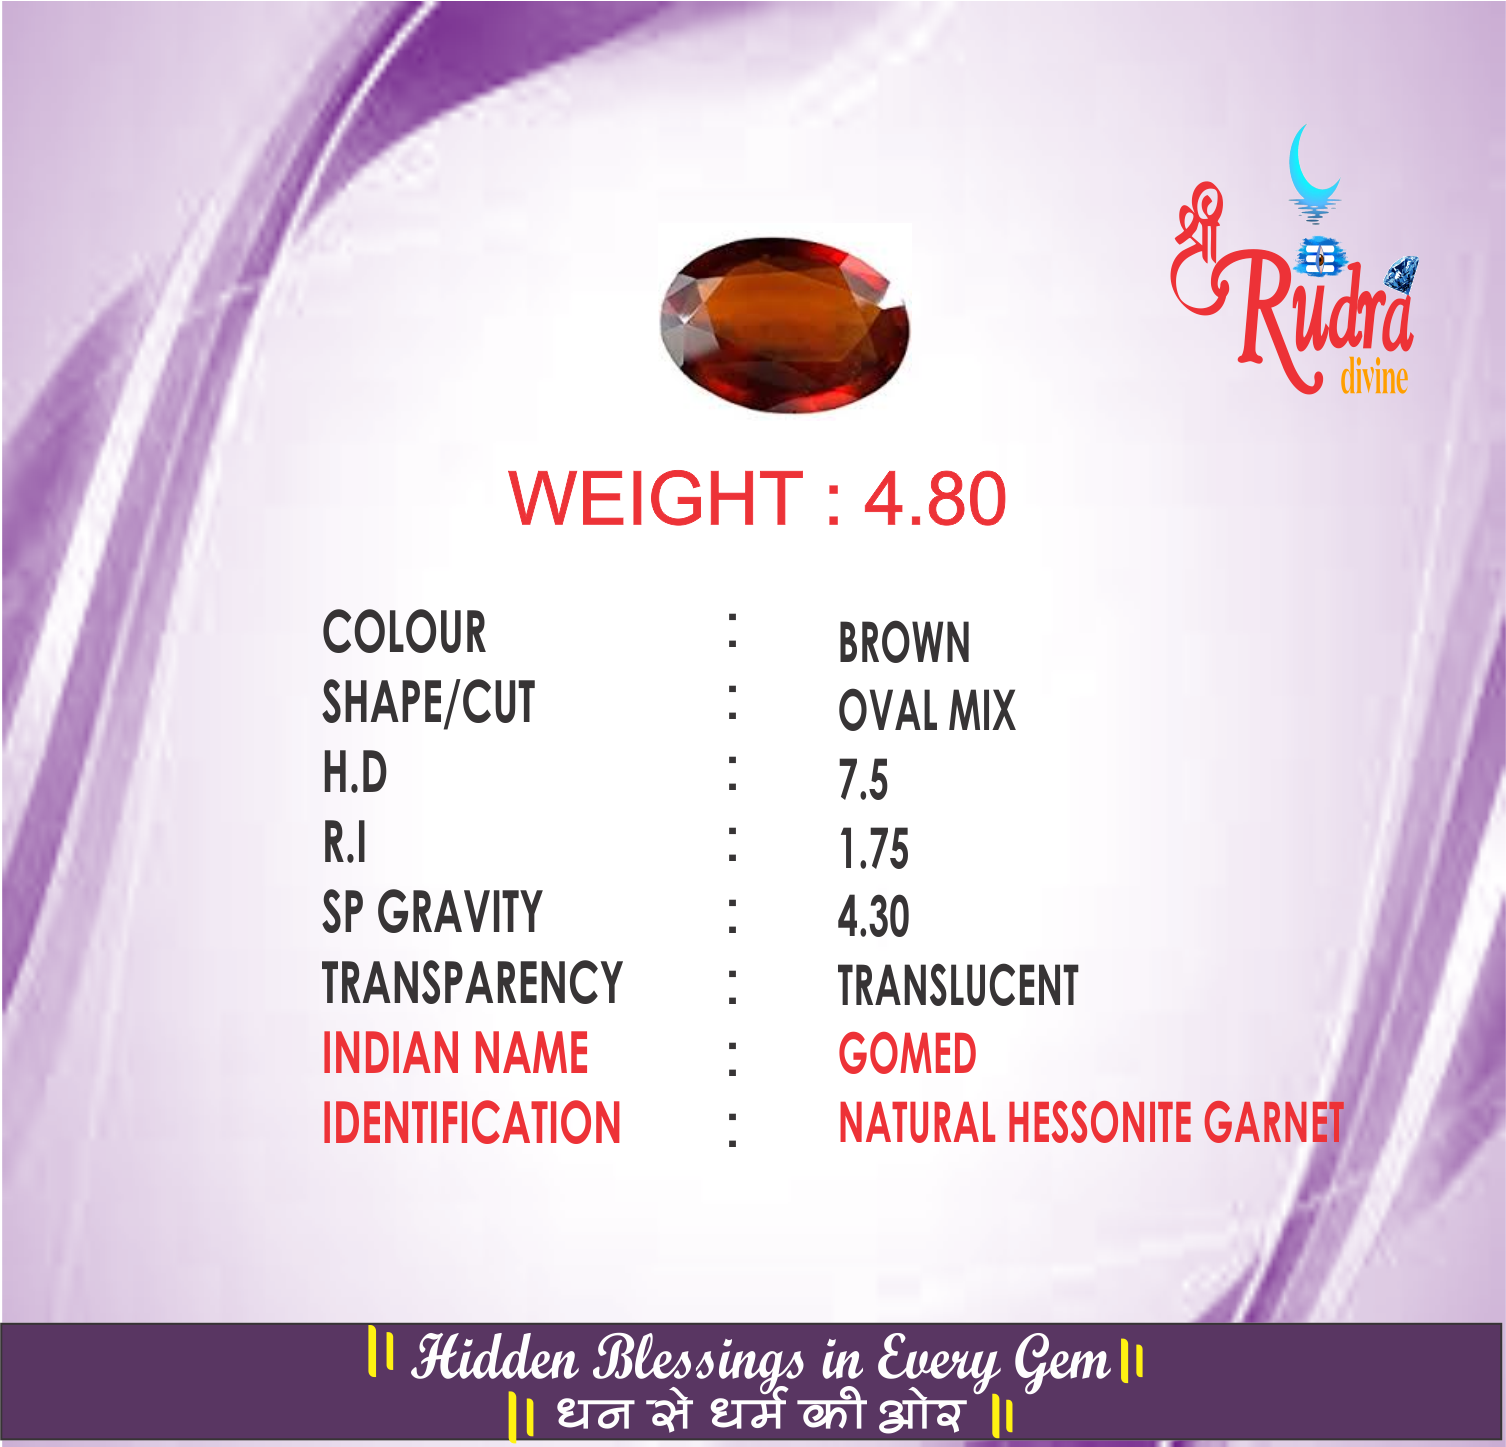 श्री
Rudra
divine
WEIGHT : 4.80
COLOUR : BROWN
SHAPE/CUT : OVAL MIX
H.D : 7.5
R.I : 1.75
SP GRAVITY : 4.30
TRANSPARENCY : TRANSLUCENT
INDIAN NAME : GOMED
IDENTIFICATION : NATURAL HESSONITE GARNET
|| Hidden Blessings in Every Gem ||
|| धन से धर्म की ओर ||